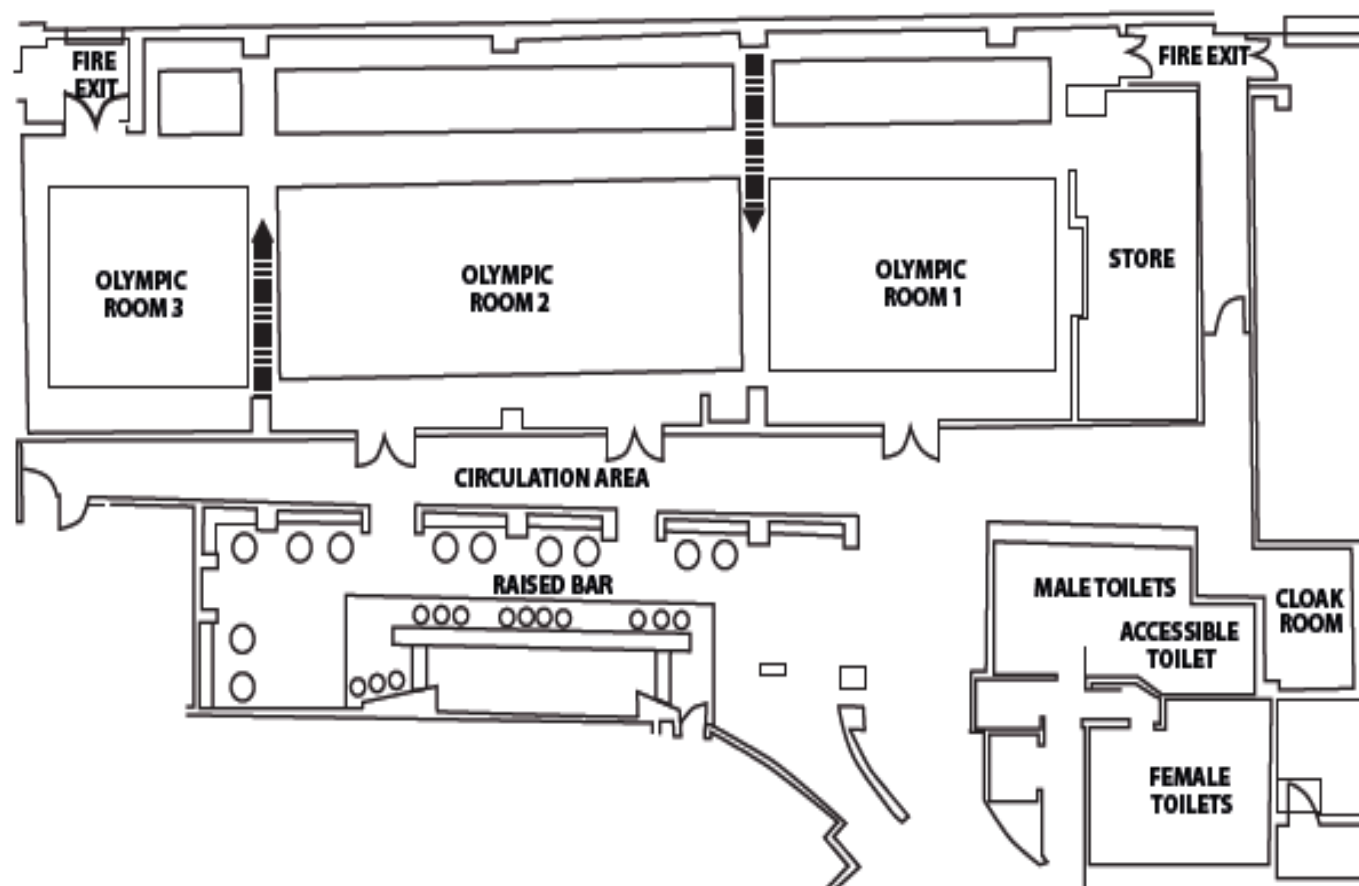 FIRE
EXIT
FIRE EXIT
OLYMPIC
ROOM 3
OLYMPIC
ROOM 2
OLYMPIC
ROOM 1
STORE
CIRCULATION AREA
RAISED BAR
MALE TOILETS
ACCESSIBLE
TOILET
CLOAK
ROOM
FEMALE
TOILETS